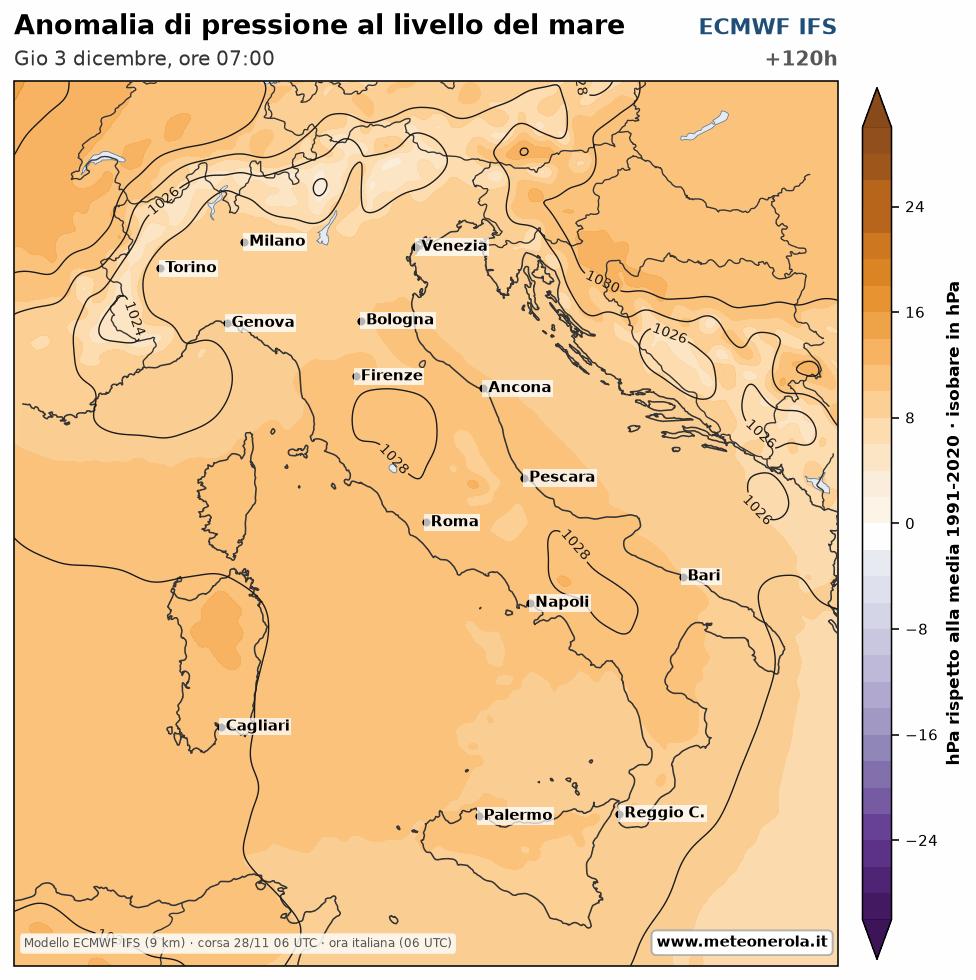 Anomalia di pressione al livello del mare
ECMWF IFS
Gio 3 dicembre, ore 07:00
+120h
1026
Milano
Venezia
Torino
1030
1024
Genova
Bologna
1026
Firenze
Ancona
1026
1028
Pescara
1026
Roma
1028
Bari
Napoli
Cagliari
Palermo
Reggio C.
24
16
8
0
−8
−16
−24
hPa rispetto alla media 1991-2020 · isobare in hPa
Modello ECMWF IFS (9 km) · corsa 28/11 06 UTC · ora italiana (06 UTC)
www.meteonerola.it